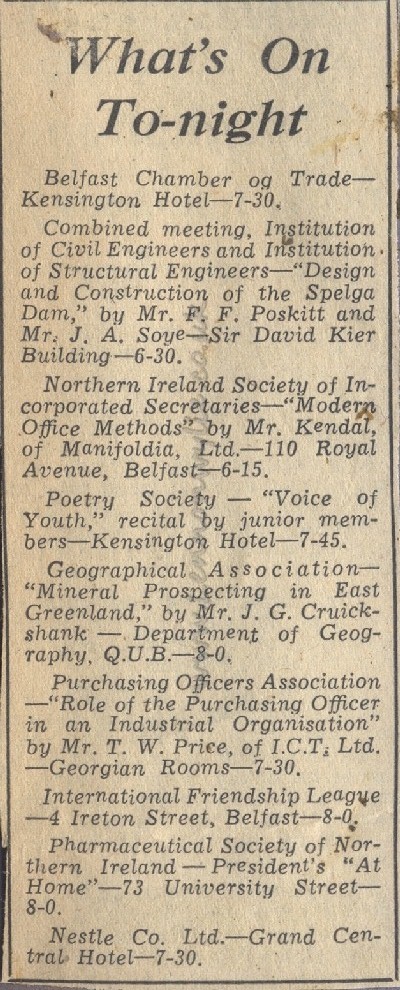 What's On
To-night
Belfast Chamber og Trade—
Kensington Hotel—7-30.
Combined meeting, Institution
of Civil Engineers and Institution
of Structural Engineers—“Design
and Construction of the Spelga
Dam,” by Mr. F. F. Poskitt and
Mr. J. A. Soye—Sir David Kier
Building—6-30.
Northern Ireland Society of In-
corporated Secretaries—“Modern
Office Methods” by Mr. Kendal,
of Manifoldia, Ltd.—110 Royal
Avenue, Belfast—6-15.
Poetry Society — “Voice of
Youth,” recital by junior mem-
bers—Kensington Hotel—7-45.
Geographical Association—
“Mineral Prospecting in East
Greenland,” by Mr. J. G. Cruick-
shank — Department of Geog-
raphy, Q.U.B.—8-0.
Purchasing Officers Association
—“Role of the Purchasing Officer
in an Industrial Organisation”
by Mr. T. W. Price, of I.C.T. Ltd.
—Georgian Rooms—7-30.
International Friendship League
—4 Ireton Street, Belfast—8-0.
Pharmaceutical Society of Nor-
thern Ireland — President's “At
Home”—73 University Street—
8-0.
Nestle Co. Ltd.—Grand Cen-
tral Hotel—7-30.